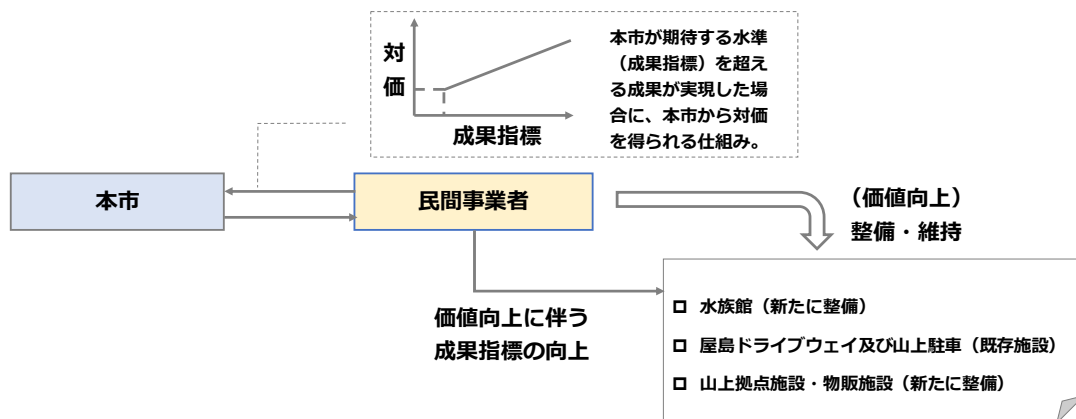 対
価
成果指標
本市が期待する水準
（成果指標）を超え
る成果が実現した場
合に、本市から対価
を得られる仕組み。
本市
民間事業者
（価値向上）
整備・維持
価値向上に伴う
成果指標の向上
水族館（新たに整備）
屋島ドライブウェイ及び山上駐車（既存施設）
山上拠点施設・物販施設（新たに整備）